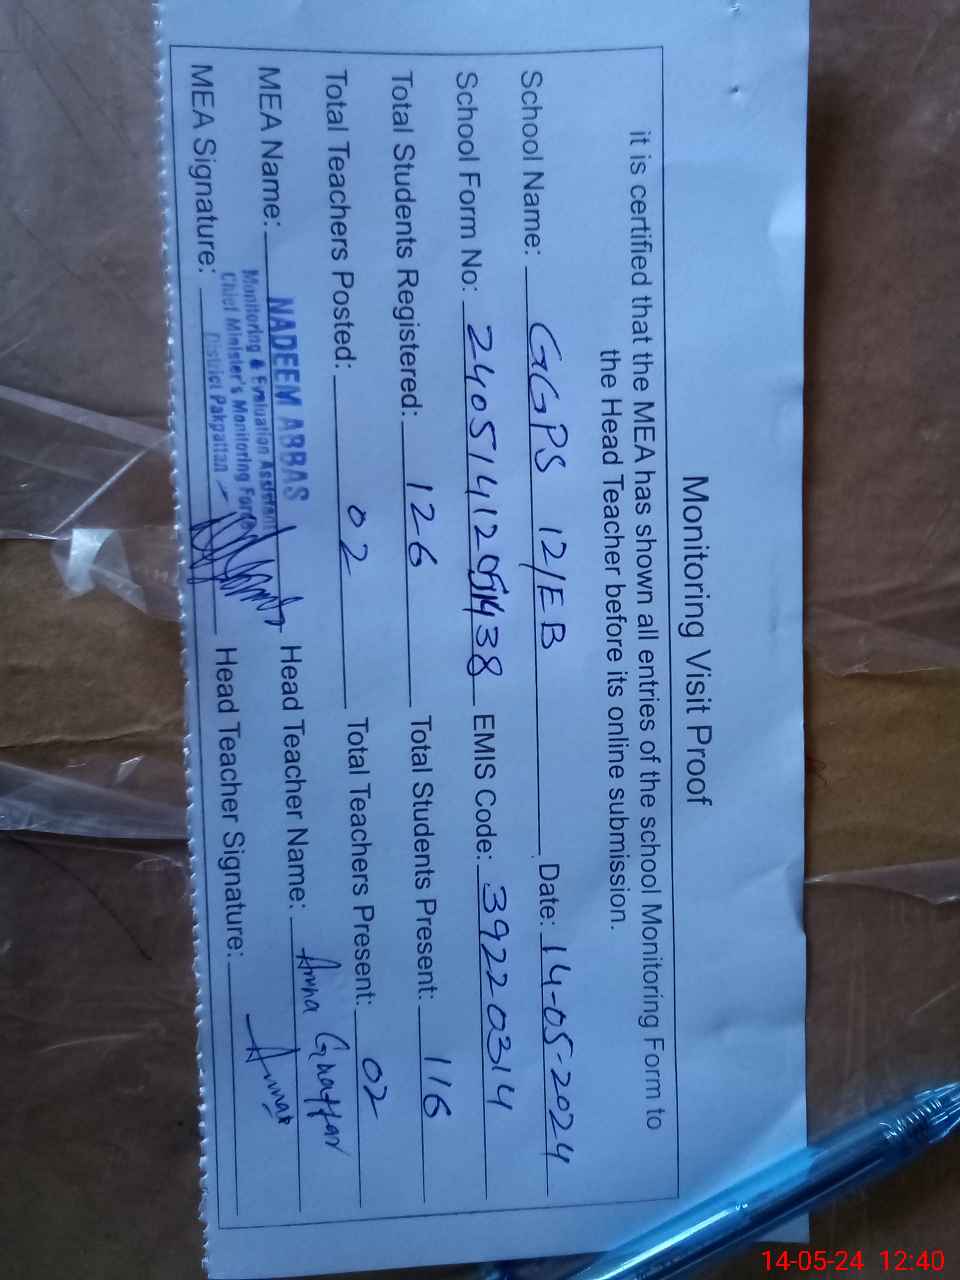 Monitoring Visit Proof
it is certified that the MEA has shown all entries of the school Monitoring Form to
the Head Teacher before its online submission.
School Name: GGPS 12/EB Date: 14-05-2024
School Form No: EMIS Code: 39220314
Total Students Registered: 126 Total Students Present: 116
Total Teachers Posted: 02 Total Teachers Present: 02
MEA Name: NADEEM ABBAS Head Teacher Name: Amna Ghaffar
Monitoring & Evaluation Assistant
Chief Minister's Monitoring Force
District Pakpattan
MEA Signature: Head Teacher Signature: Amna
14-05-24 12:40